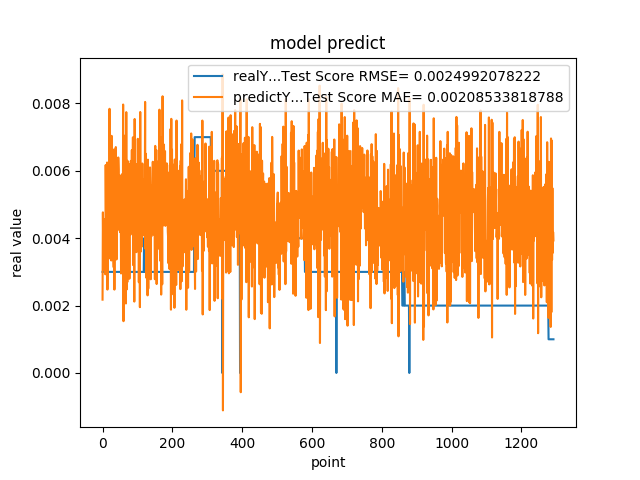 model predict
realY...Test Score RMSE= 0.0024992078222
predictY...Test Score MAE= 0.00208533818788
0.008
0.006
0.004
0.002
0.000
real value
0
200
400
600
800
1000
1200
point